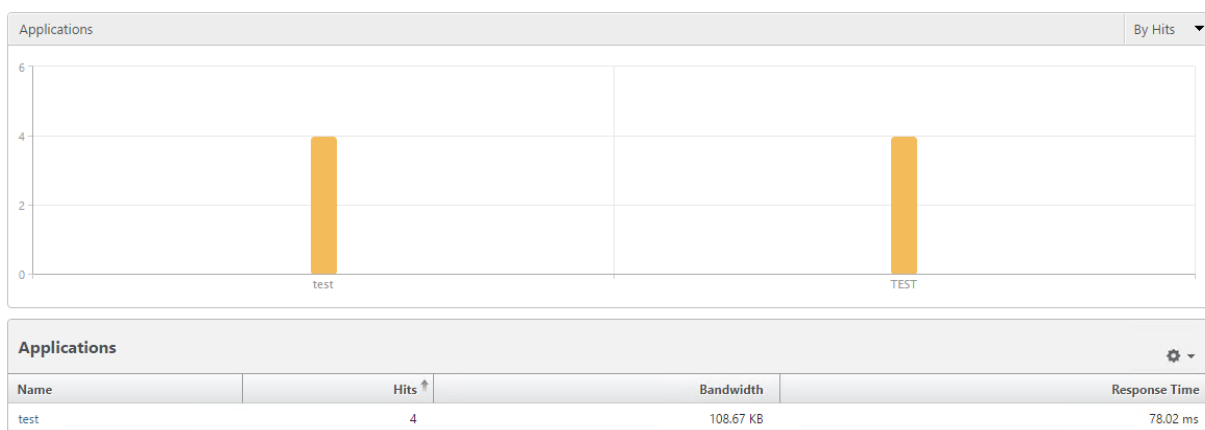 Applications
By Hits
6
4
2
0
test TEST
Applications
Name Hits Bandwidth Response Time
test 4 108.67 KB 78.02 ms